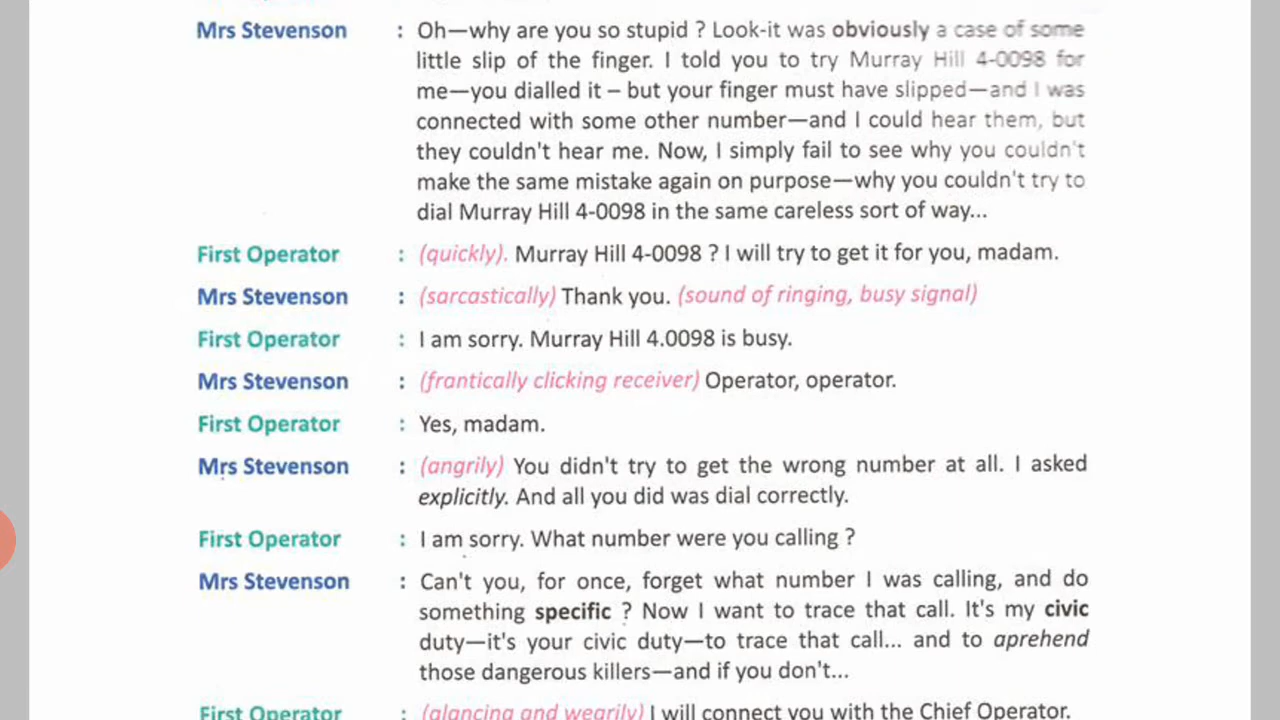 Mrs Stevenson : Oh—why are you so stupid ? Look-it was obviously a case of some
little slip of the finger. I told you to try Murray Hill 4-0098 for
me—you dialled it – but your finger must have slipped—and I was
connected with some other number—and I could hear them, but
they couldn't hear me. Now, I simply fail to see why you couldn't
make the same mistake again on purpose—why you couldn't try to
dial Murray Hill 4-0098 in the same careless sort of way...
First Operator : (quickly). Murray Hill 4-0098 ? I will try to get it for you, madam.
Mrs Stevenson : (sarcastically) Thank you. (sound of ringing, busy signal)
First Operator : I am sorry. Murray Hill 4.0098 is busy.
Mrs Stevenson : (frantically clicking receiver) Operator, operator.
First Operator : Yes, madam.
Mrs Stevenson : (angrily) You didn't try to get the wrong number at all. I asked
explicitly. And all you did was dial correctly.
First Operator : I am sorry. What number were you calling ?
Mrs Stevenson : Can't you, for once, forget what number I was calling, and do
something specific ? Now I want to trace that call. It's my civic
duty—it's your civic duty—to trace that call... and to aprehend
those dangerous killers—and if you don't...
First Operator : (glancing and wearily) I will connect you with the Chief Operator.